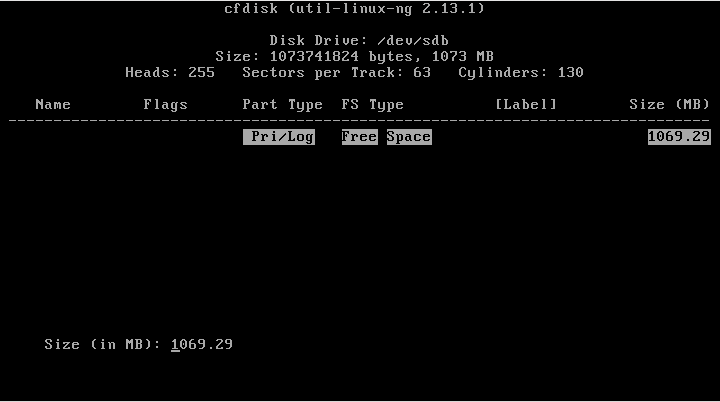 cfdisk (util-linux-ng 2.13.1)
Disk Drive: /dev/sdb
Size: 1073741824 bytes, 1073 MB
Heads: 255   Sectors per Track: 63   Cylinders: 130
Name        Flags      Part Type  FS Type          [Label]        Size (MB)
------------------------------------------------------------------------------
Pri/Log   Free Space                        1069.29
Size (in MB): 1069.29